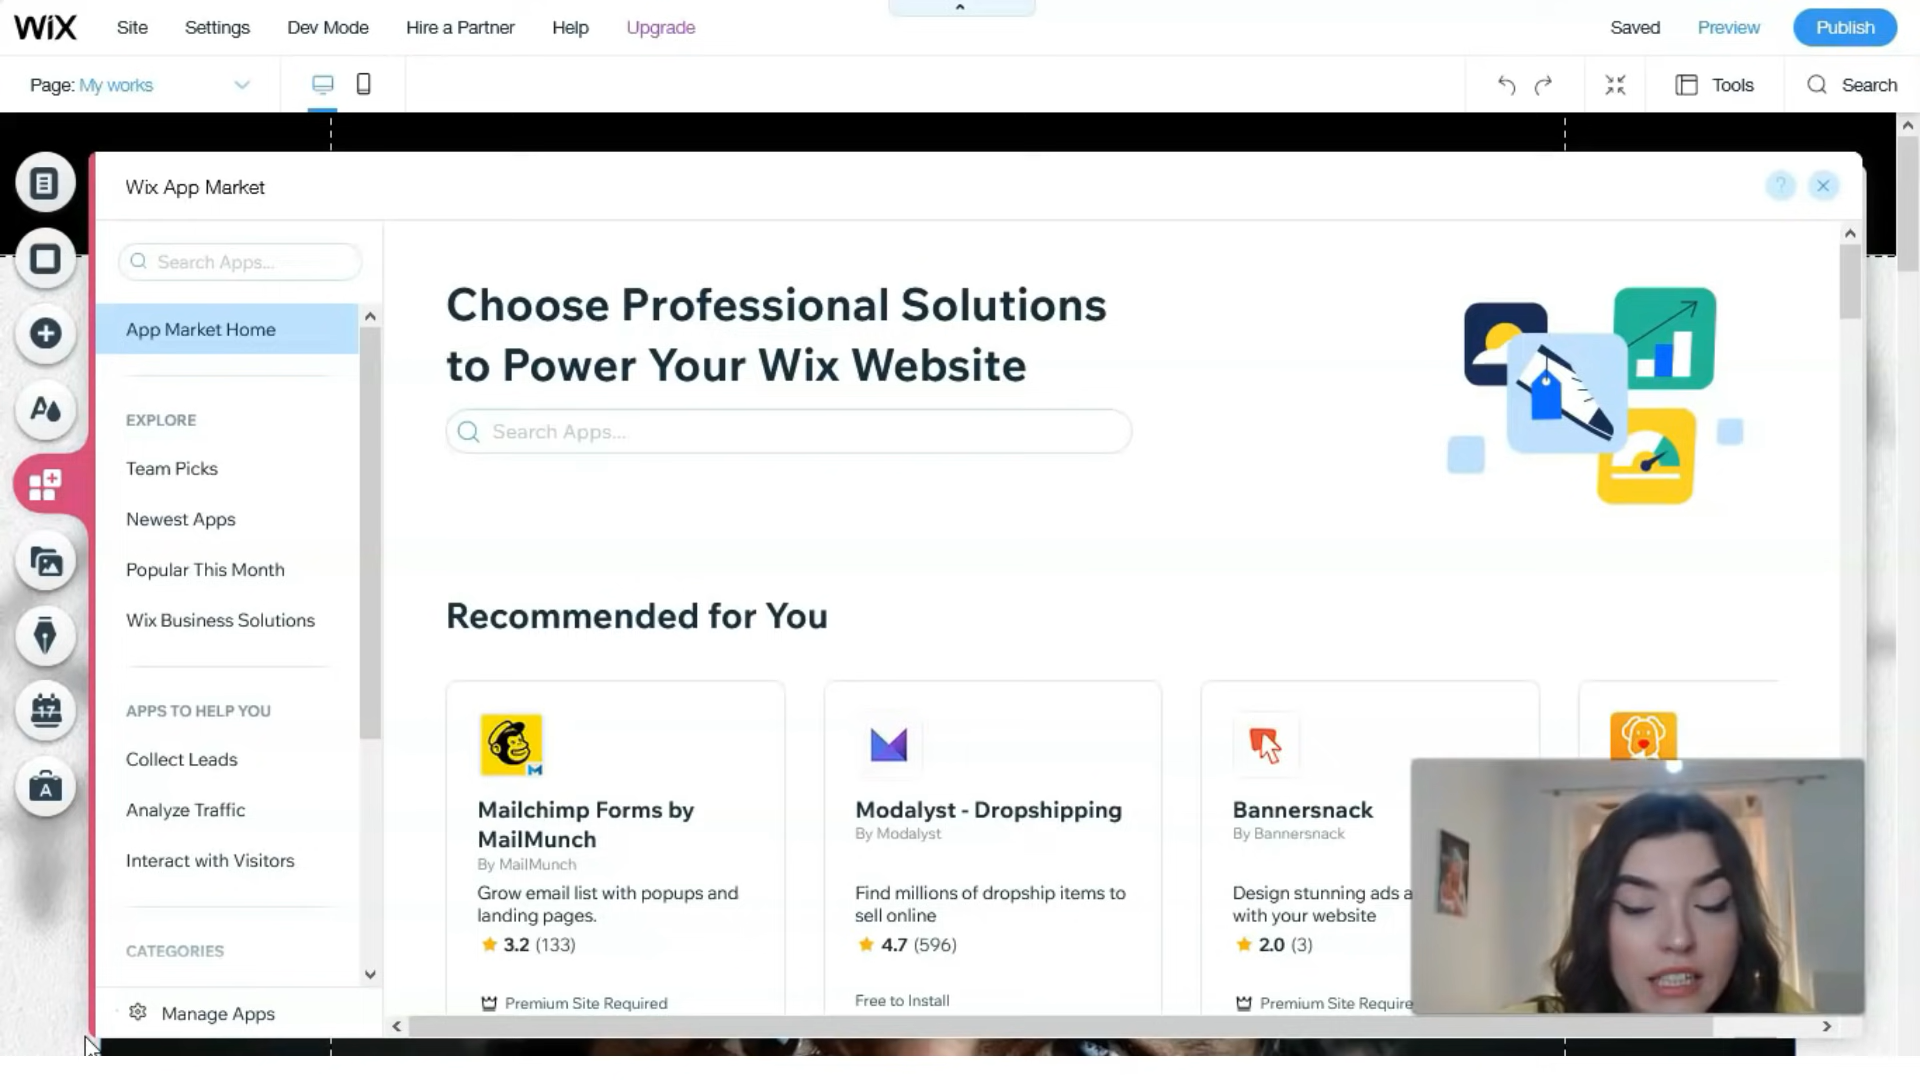 WiX Site Settings Dev Mode Hire a Partner Help Upgrade Saved Preview Publish
Page: My works Tools Search
Wix App Market ?
Search Apps...
App Market Home
EXPLORE
Team Picks
Newest Apps
Popular This Month
Wix Business Solutions
APPS TO HELP YOU
Collect Leads
Analyze Traffic
Interact with Visitors
CATEGORIES
Manage Apps
17
A
Choose Professional Solutions
to Power Your Wix Website
Search Apps...
Recommended for You
Mailchimp Forms by
MailMunch
By MailMunch
Grow email list with popups and
landing pages.
3.2 (133)
Premium Site Required
Modalyst - Dropshipping
By Modalyst
Find millions of dropship items to
sell online
4.7 (596)
Free to Install
Bannersnack
By Bannersnack
Design stunning ads a
with your website
2.0 (3)
Premium Site Require